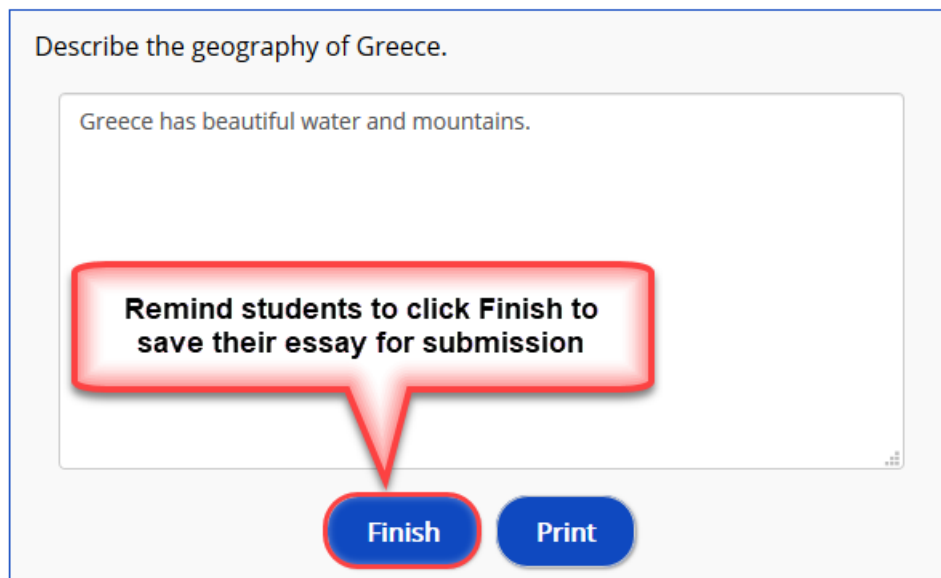 Describe the geography of Greece.
Greece has beautiful water and mountains.
Remind students to click Finish to
save their essay for submission
Finish
Print